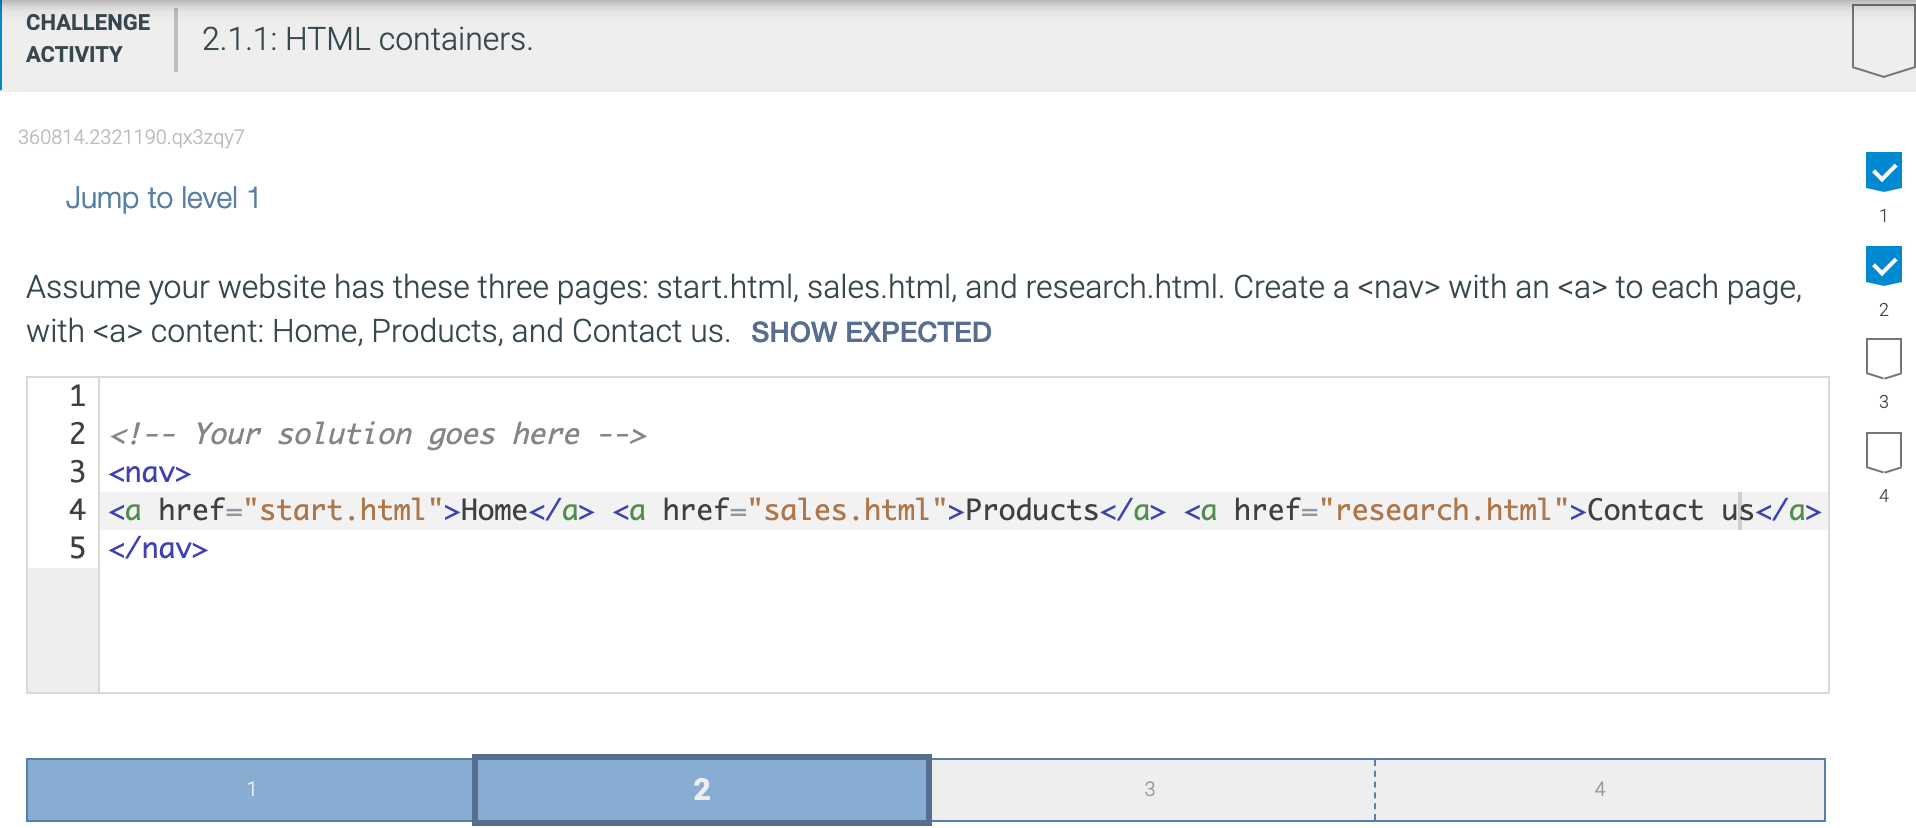 CHALLENGE
ACTIVITY
2.1.1: HTML containers.
360814.2321190.qx3zqy7
Jump to level 1
Assume your website has these three pages: start.html, sales.html, and research.html. Create a <nav> with an <a> to each page,
with <a> content: Home, Products, and Contact us. SHOW EXPECTED
1
2 <!-- Your solution goes here -->
3 <nav>
4 <a href="start.html">Home</a> <a href="sales.html">Products</a> <a href="research.html">Contact us</a>
5 </nav>
1
2
3
4
1 2 3 4